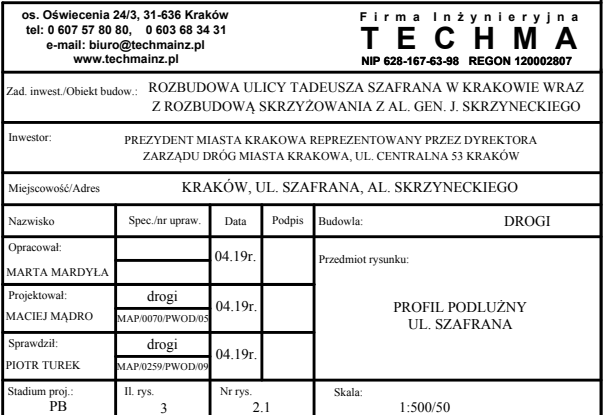 os. Oświecenia 24/3, 31-636 Kraków
tel: 0 607 57 80 80,   0 603 68 34 31
e-mail: biuro@techmainz.pl
www.techmainz.pl
Firma Inżynieryjna
TECHMA
NIP 628-167-63-98   REGON 120002807
Zad. inwest./Obiekt budow.: ROZBUDOWA ULICY TADEUSZA SZAFRANA W KRAKOWIE WRAZ
Z ROZBUDOWĄ SKRZYŻOWANIA Z AL. GEN. J. SKRZYNECKIEGO
Inwestor: PREZYDENT MIASTA KRAKOWA REPREZENTOWANY PRZEZ DYREKTORA
ZARZĄDU DRÓG MIASTA KRAKOWA, UL. CENTRALNA 53 KRAKÓW
Miejscowość/Adres KRAKÓW, UL. SZAFRANA, AL. SKRZYNECKIEGO
Nazwisko Spec./nr upraw. Data Podpis Budowla: DROGI
Opracował:
MARTA MARDYŁA
04.19r.
Projektował: drogi
MACIEJ MĄDRO MAP/0070/PWOD/05
04.19r.
Sprawdził: drogi
PIOTR TUREK MAP/0259/PWOD/09
04.19r.
Przedmiot rysunku:
PROFIL PODLUŻNY
UL. SZAFRANA
Stadium proj.: Il. rys. Nr rys. Skala:
PB 3 2.1 1:500/50